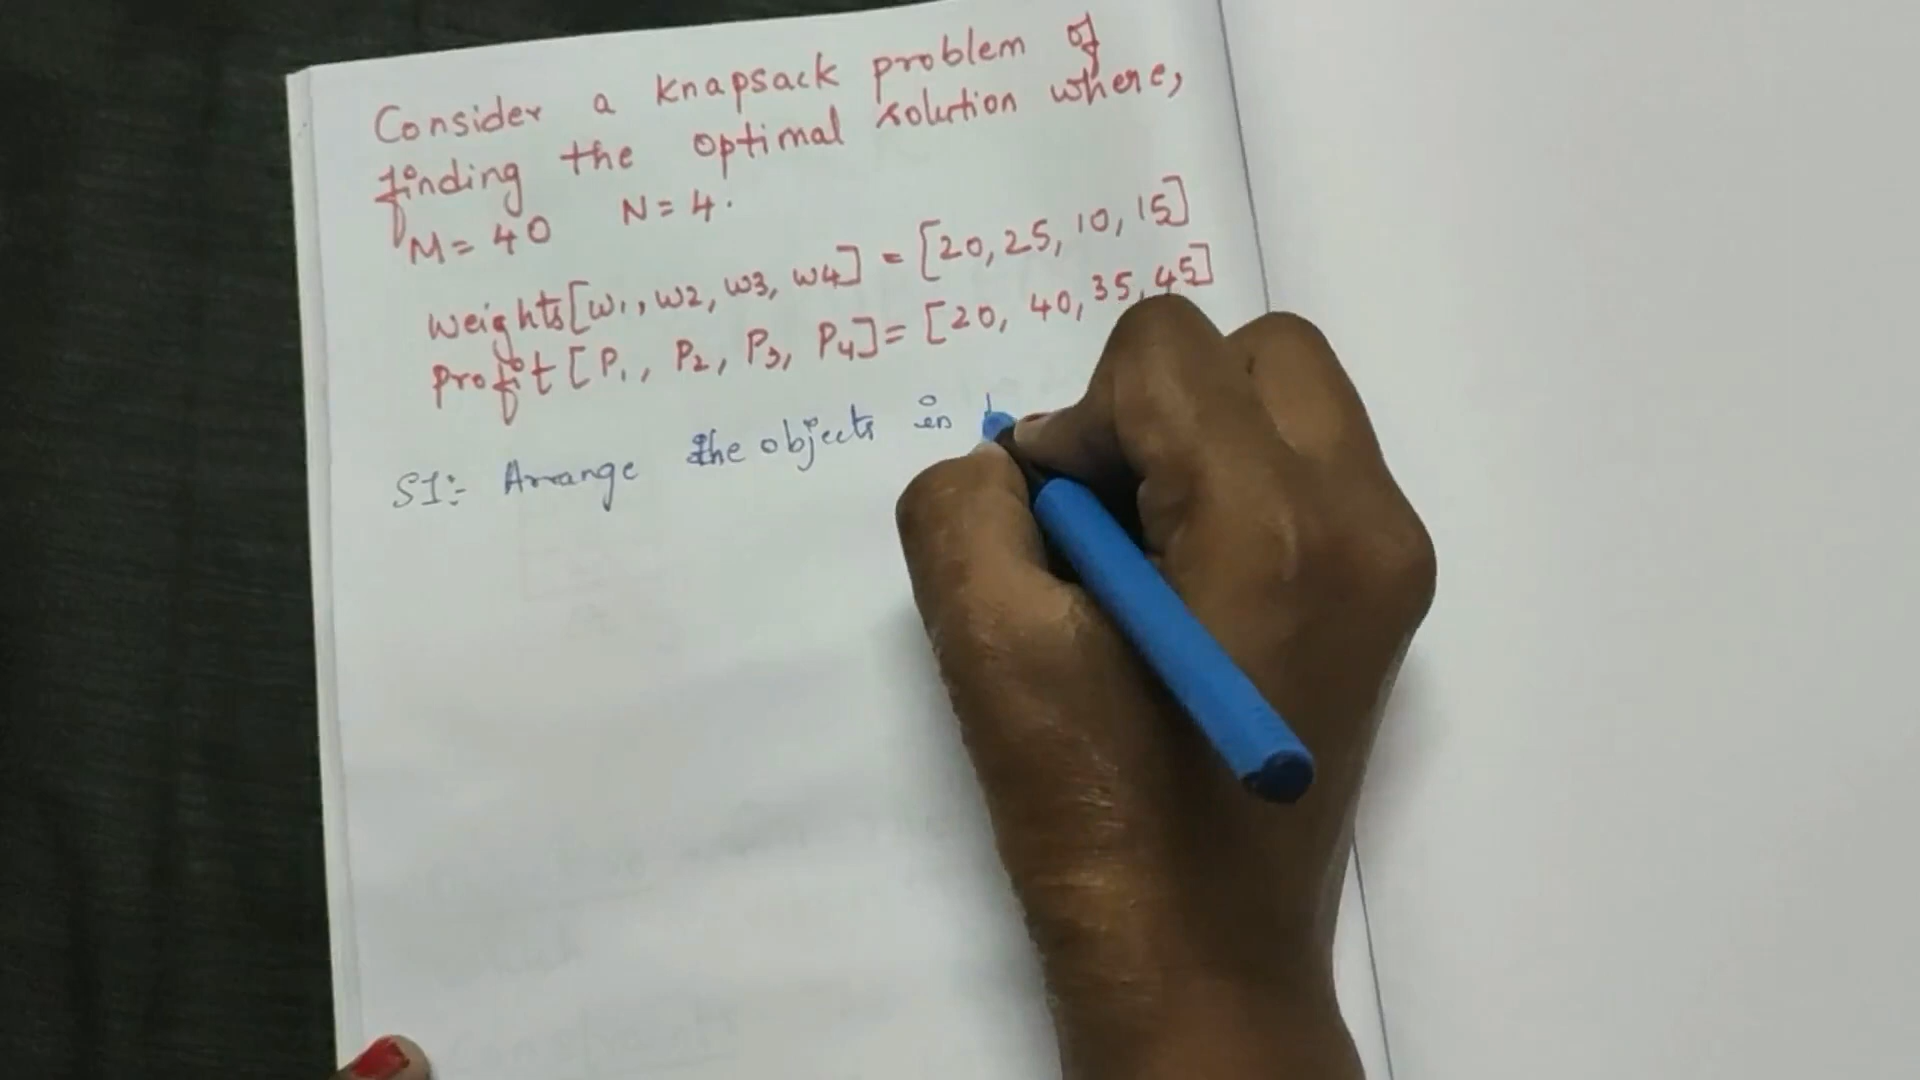 Consider a knapsack problem of
finding the optimal solution where,
M = 40 N = 4.
Weights [w1, w2, w3, w4] = [20, 25, 10, 15]
Profit [P1, P2, P3, P4] = [20, 40, 35, 45]
S1:- Arrange the objects in